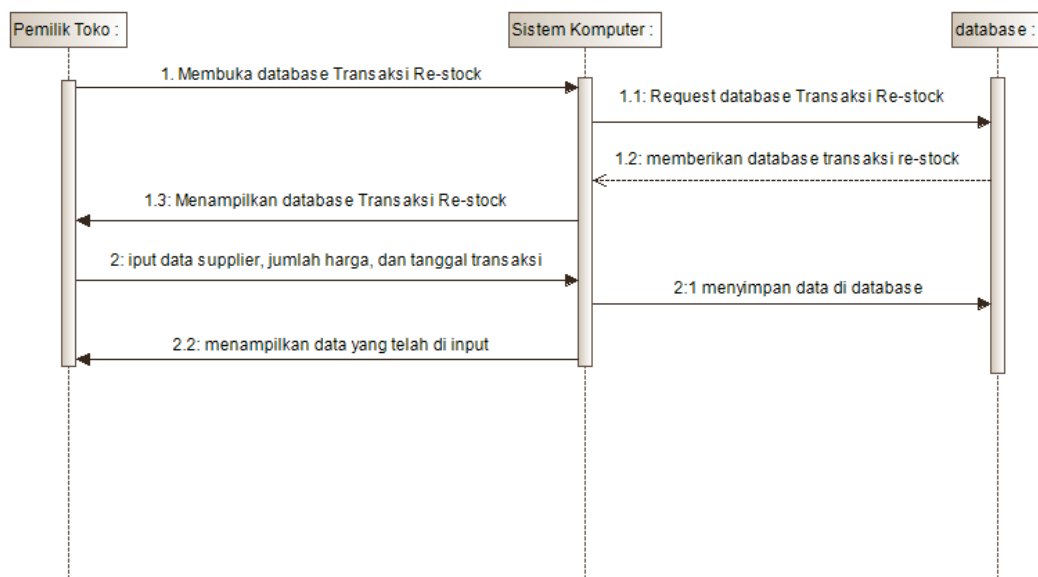 Pemilik Toko :
Sistem Komputer :
database :
1. Membuka database Transaksi Re-stock
1.1: Request database Transaksi Re-stock
1.2: memberikan database transaksi re-stock
1.3: Menampilkan database Transaksi Re-stock
2: iput data supplier, jumlah harga, dan tanggal transaksi
2:1 menyimpan data di database
2.2: menampilkan data yang telah di input